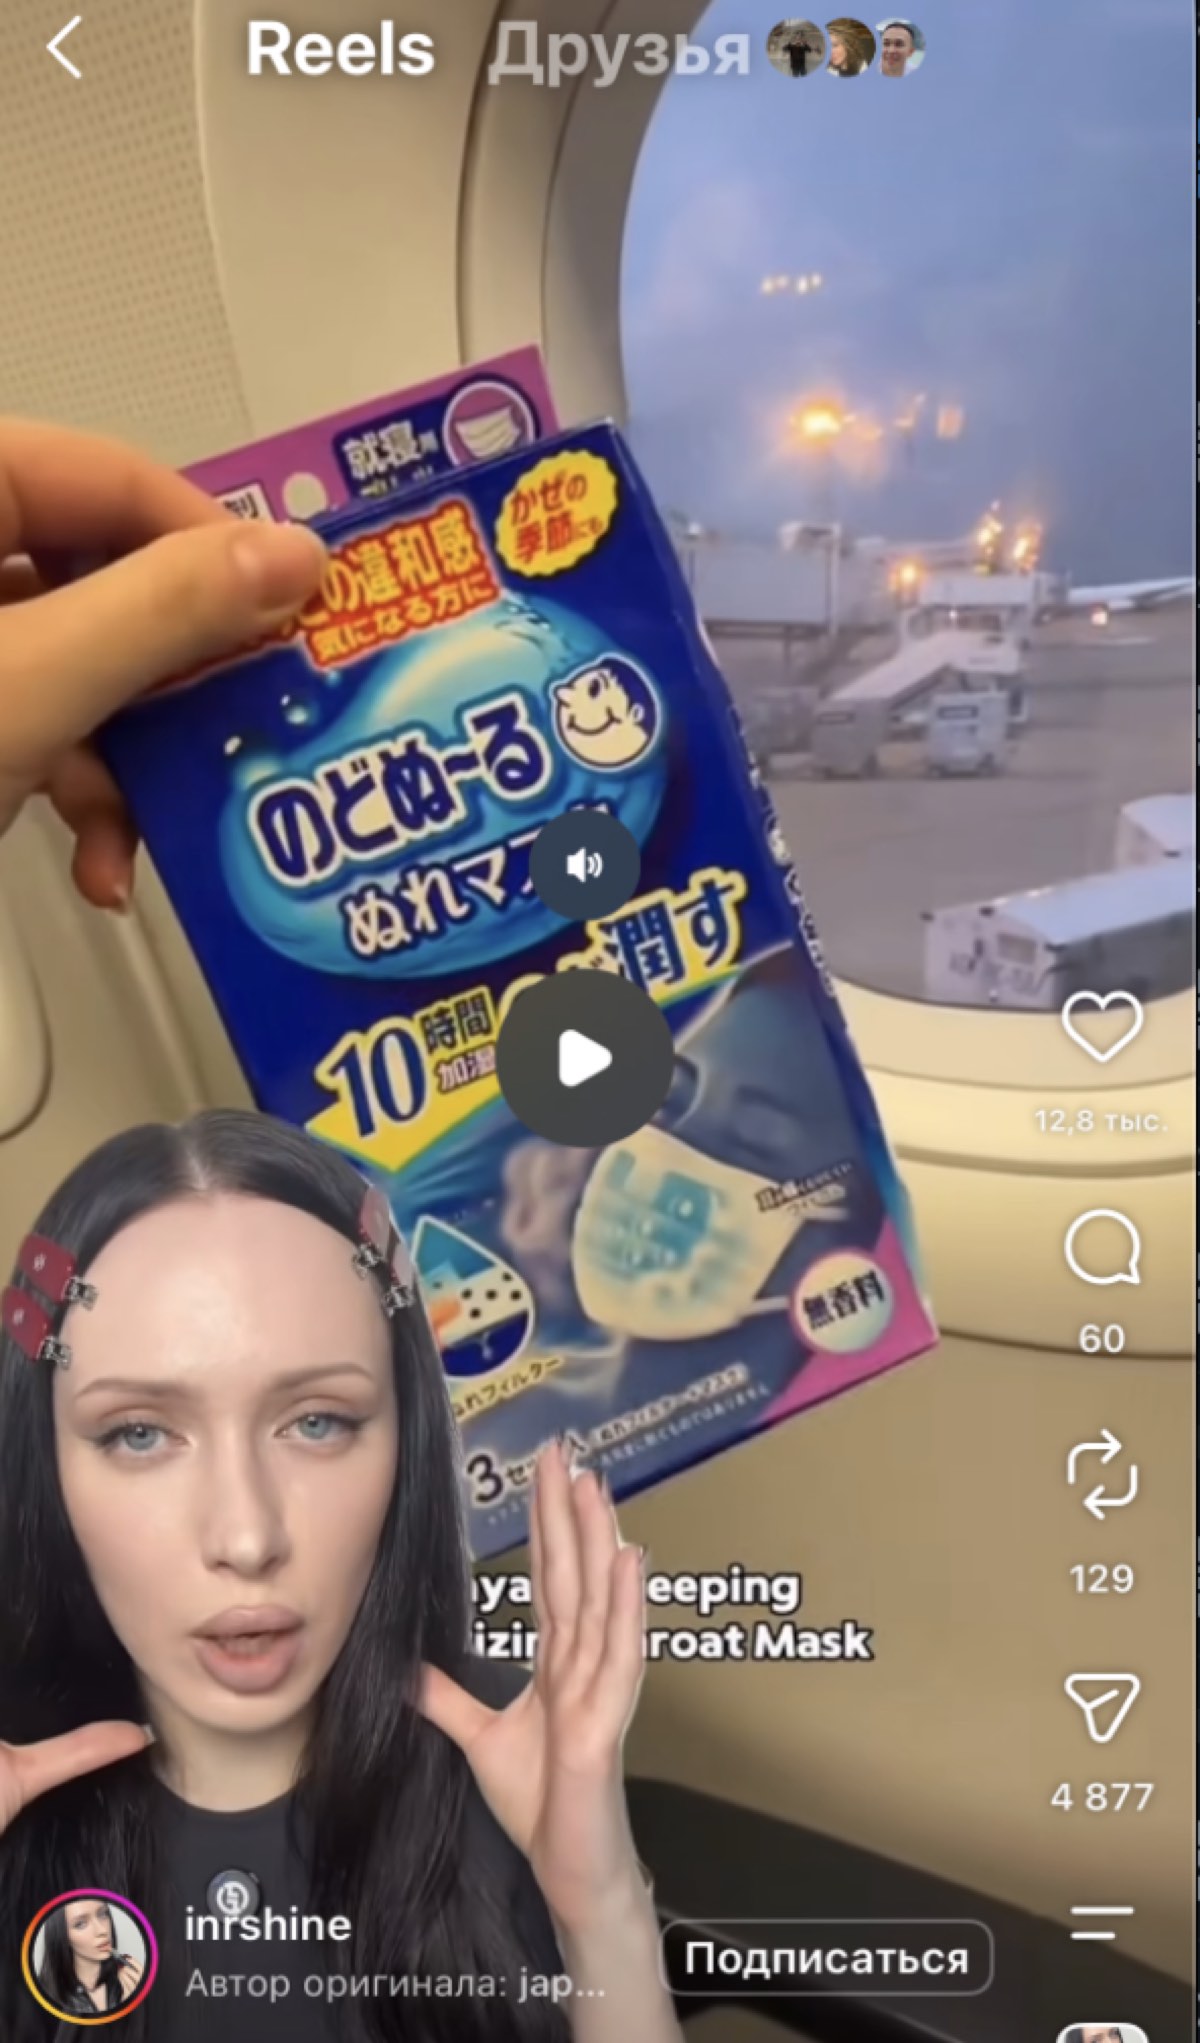 Reels Друзья
就寝用
かぜの
季節にも
の違和感
気になる方に
のどぬ〜る
ぬれマス
潤す
10時間
加湿
無香料
ぬれフィルター
3セッ
eeping
roat Mask
12,8 тыс.
60
129
4 877
inrshine
Автор оригинала: jap...
Подписаться